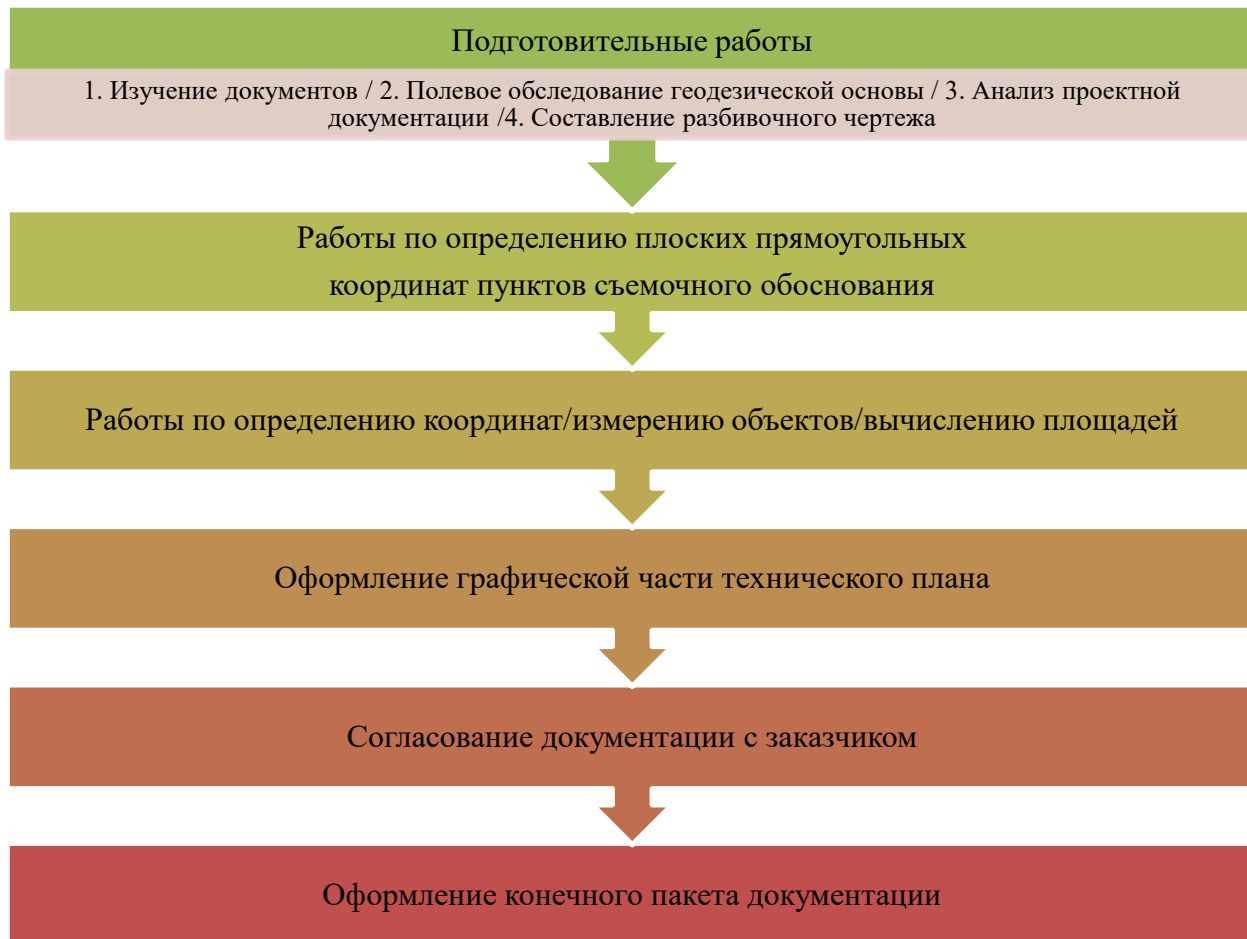 Подготовительные работы
1. Изучение документов / 2. Полевое обследование геодезической основы / 3. Анализ проектной
документации /4. Составление разбивочного чертежа
Работы по определению плоских прямоугольных
координат пунктов съемочного обоснования
Работы по определению координат/измерению объектов/вычислению площадей
Оформление графической части технического плана
Согласование документации с заказчиком
Оформление конечного пакета документации